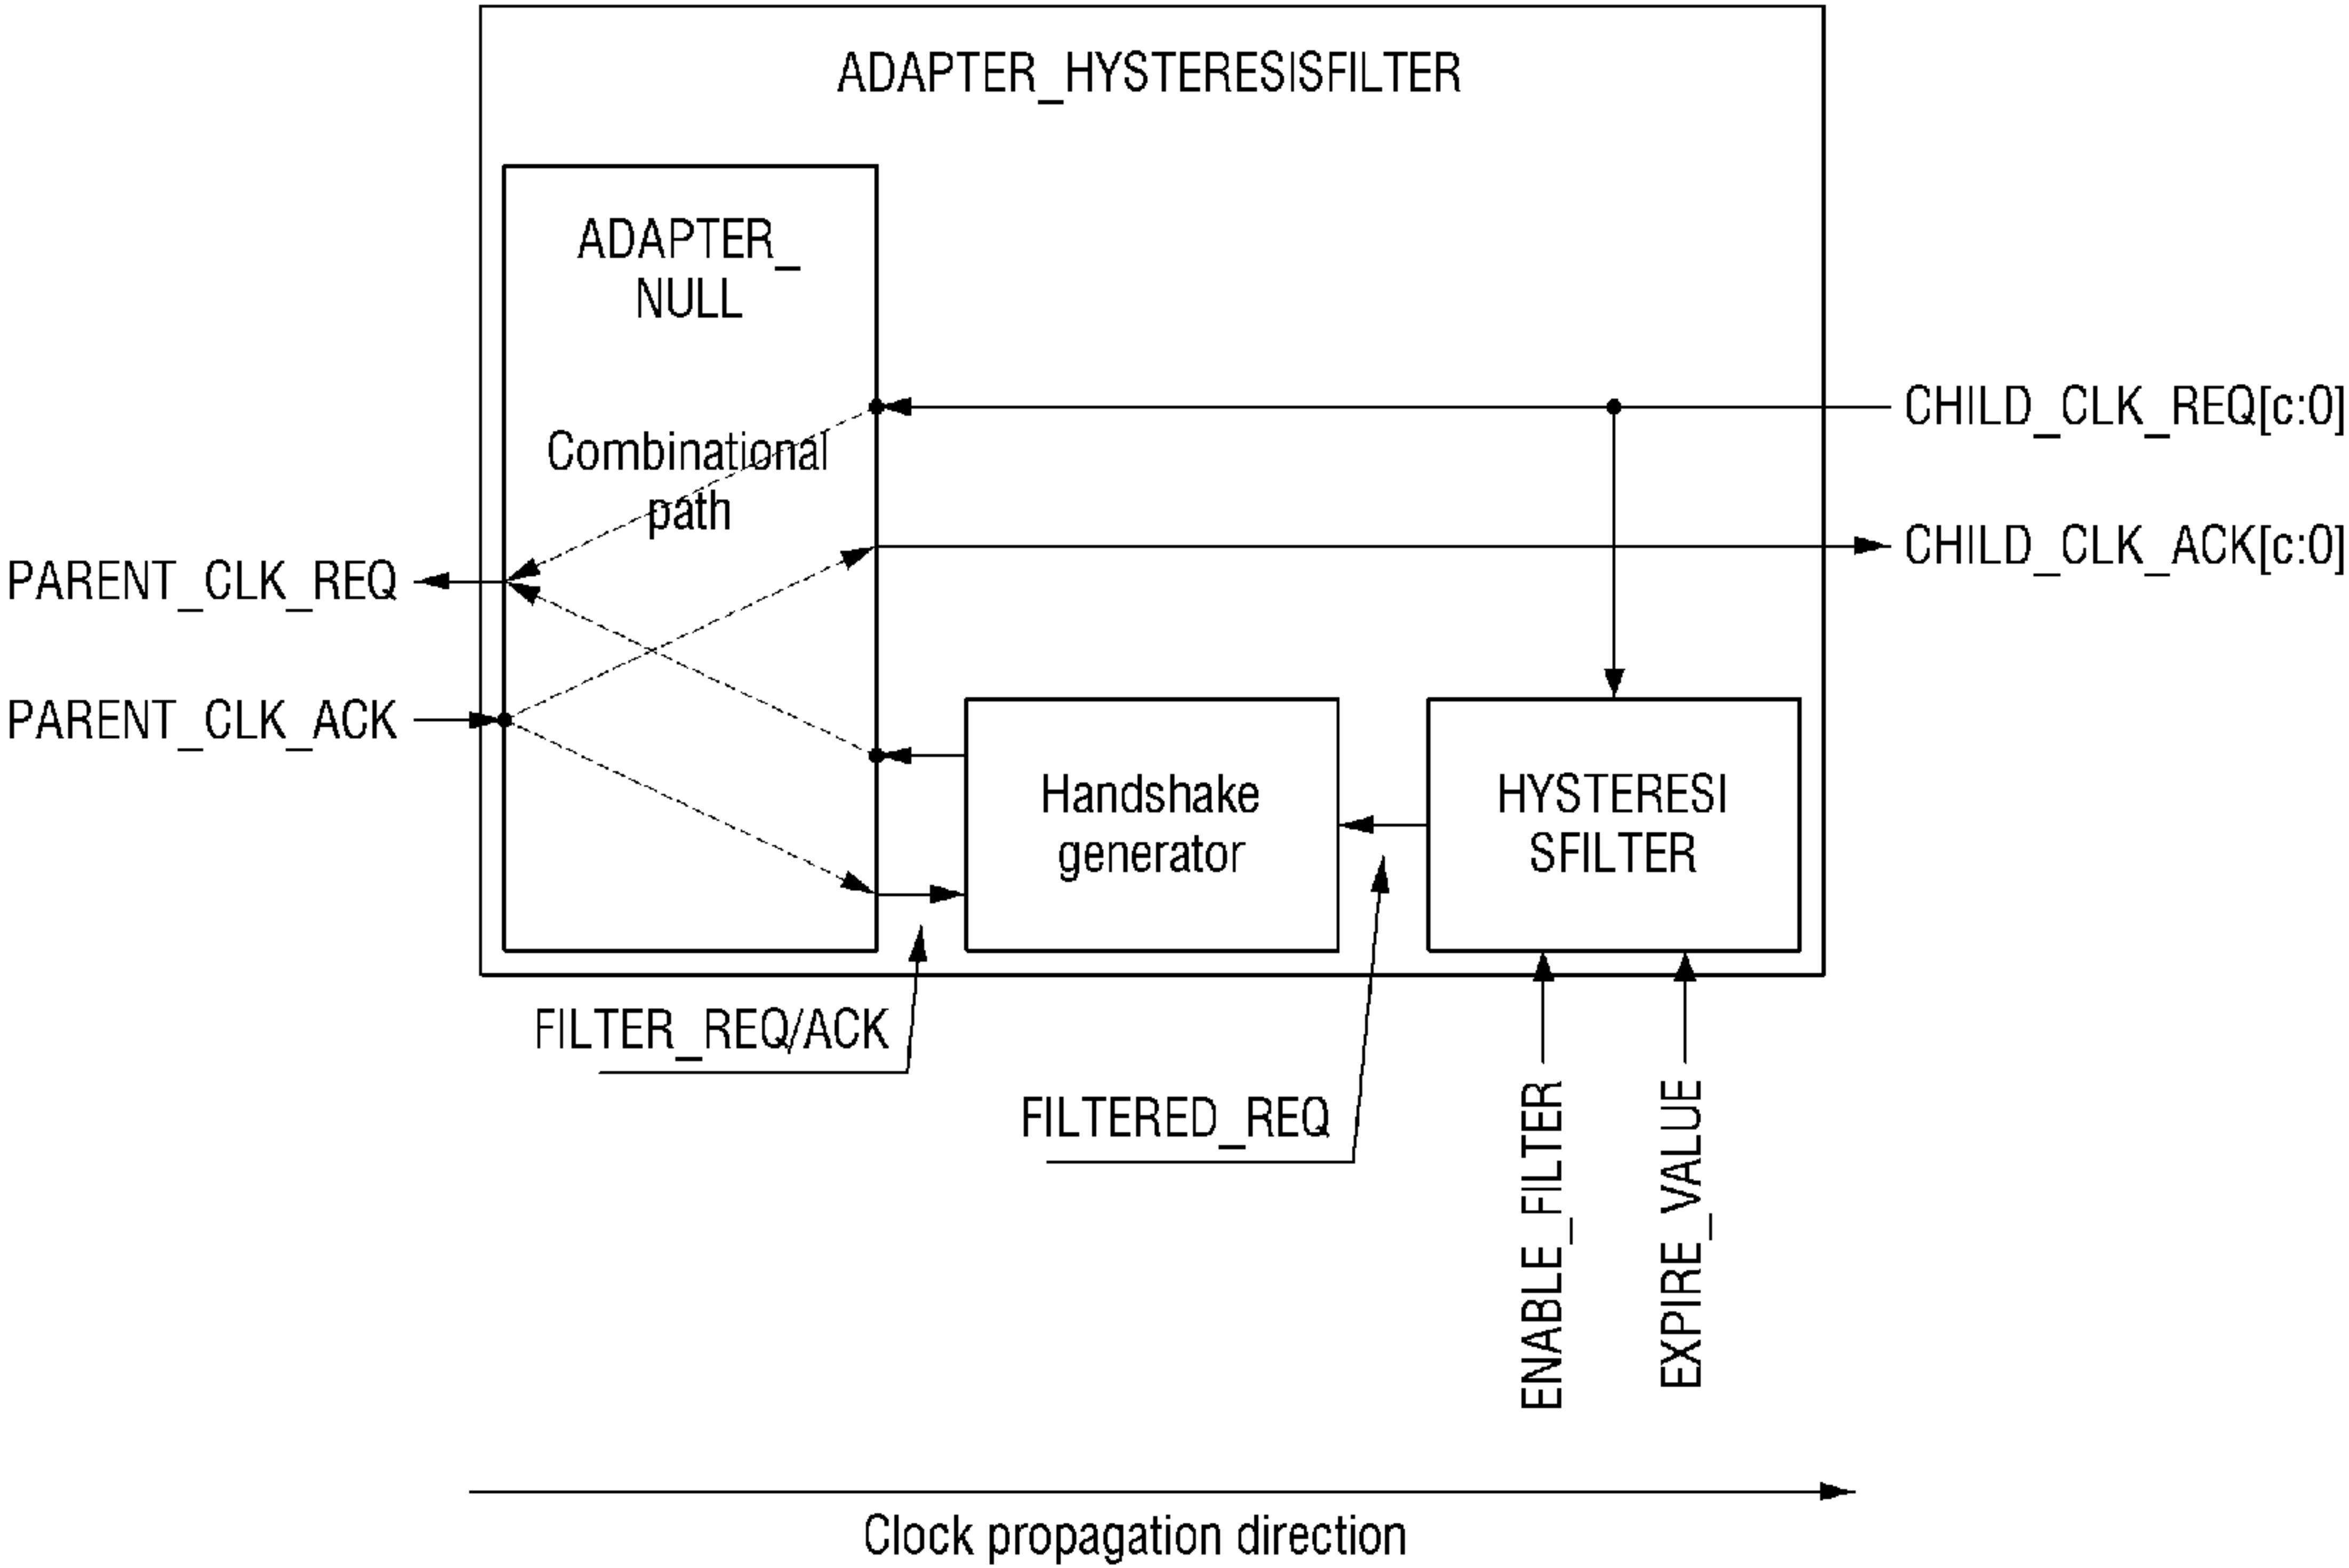 ADAPTER_HYSTERESISFILTER
ADAPTER_
NULL
Combinational
path
CHILD_CLK_REQ[c:0]
CHILD_CLK_ACK[c:0]
PARENT_CLK_REQ
PARENT_CLK_ACK
Handshake
generator
HYSTERESI
SFILTER
FILTER_REQ/ACK
FILTERED_REQ
ENABLE_FILTER
EXPIRE_VALUE
Clock propagation direction